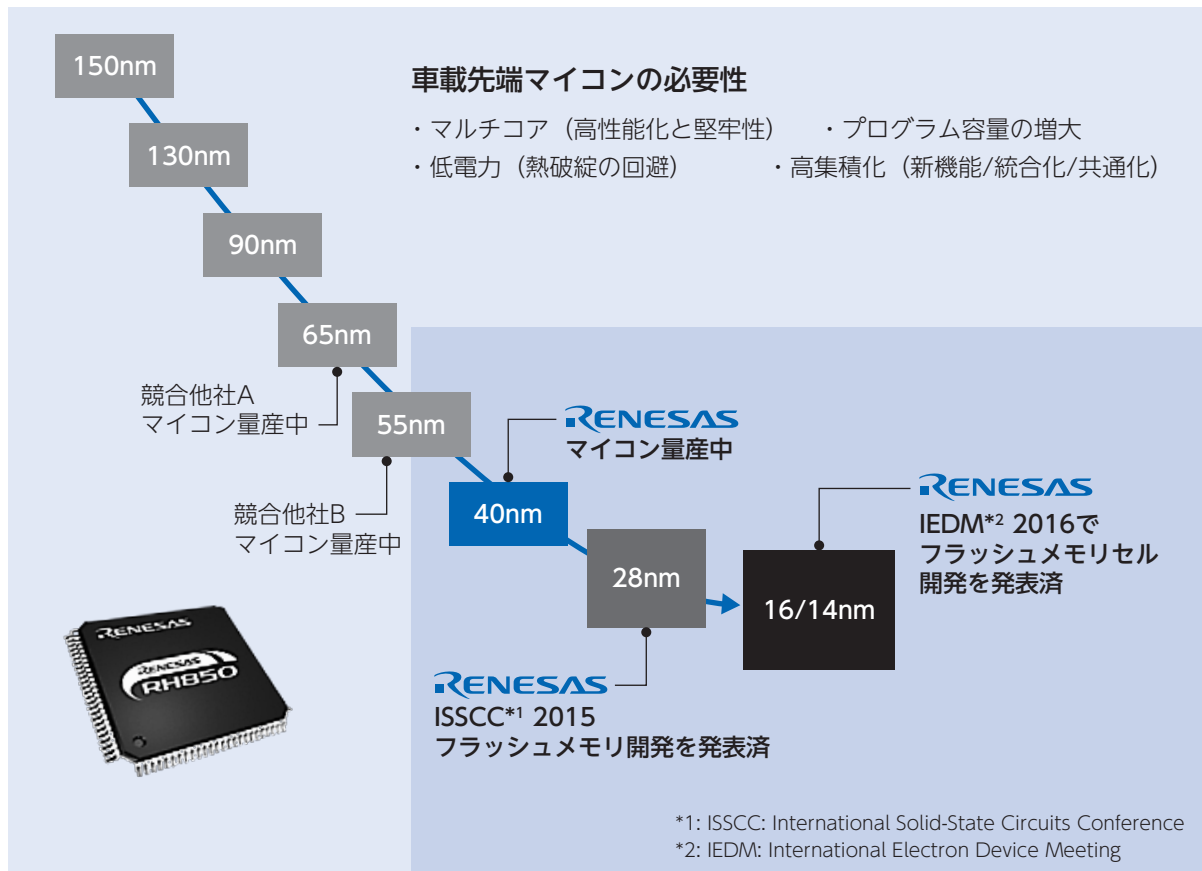 150nm
車載先端マイコンの必要性
・マルチコア（高性能化と堅牢性） ・プログラム容量の増大
・低電力（熱破綻の回避） ・高集積化（新機能/統合化/共通化）
130nm
90nm
65nm
競合他社A
マイコン量産中
55nm
RENESAS
マイコン量産中
競合他社B
マイコン量産中
40nm
RENESAS
IEDM*2 2016で
フラッシュメモリセル
開発を発表済
28nm
16/14nm
RENESAS
ISSCC*1 2015
フラッシュメモリ開発を発表済
RENESAS
RENESAS
RH850
*1: ISSCC: International Solid-State Circuits Conference
*2: IEDM: International Electron Device Meeting